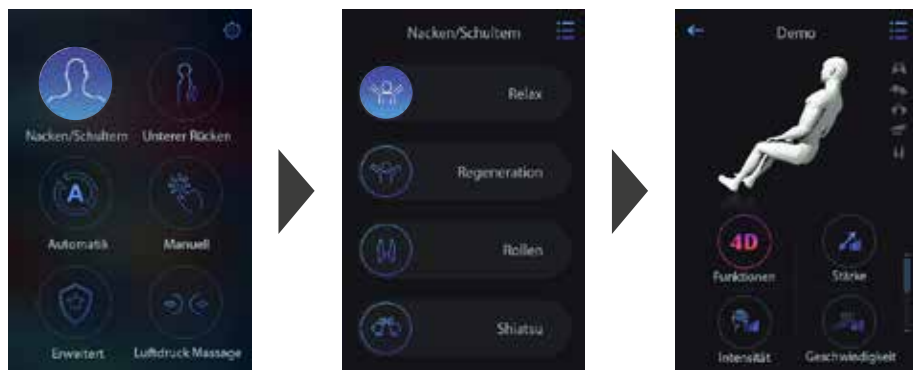 Nacken/Schultern
Unterer Rücken
A
Automatik
Manuell
Erweitert
Luftdruck Massage
Nacken/Schultern
Relax
Regeneration
Rollen
Shiatsu
Demo
4D
Funktionen
Stärke
Intensität
Geschwindigkeit